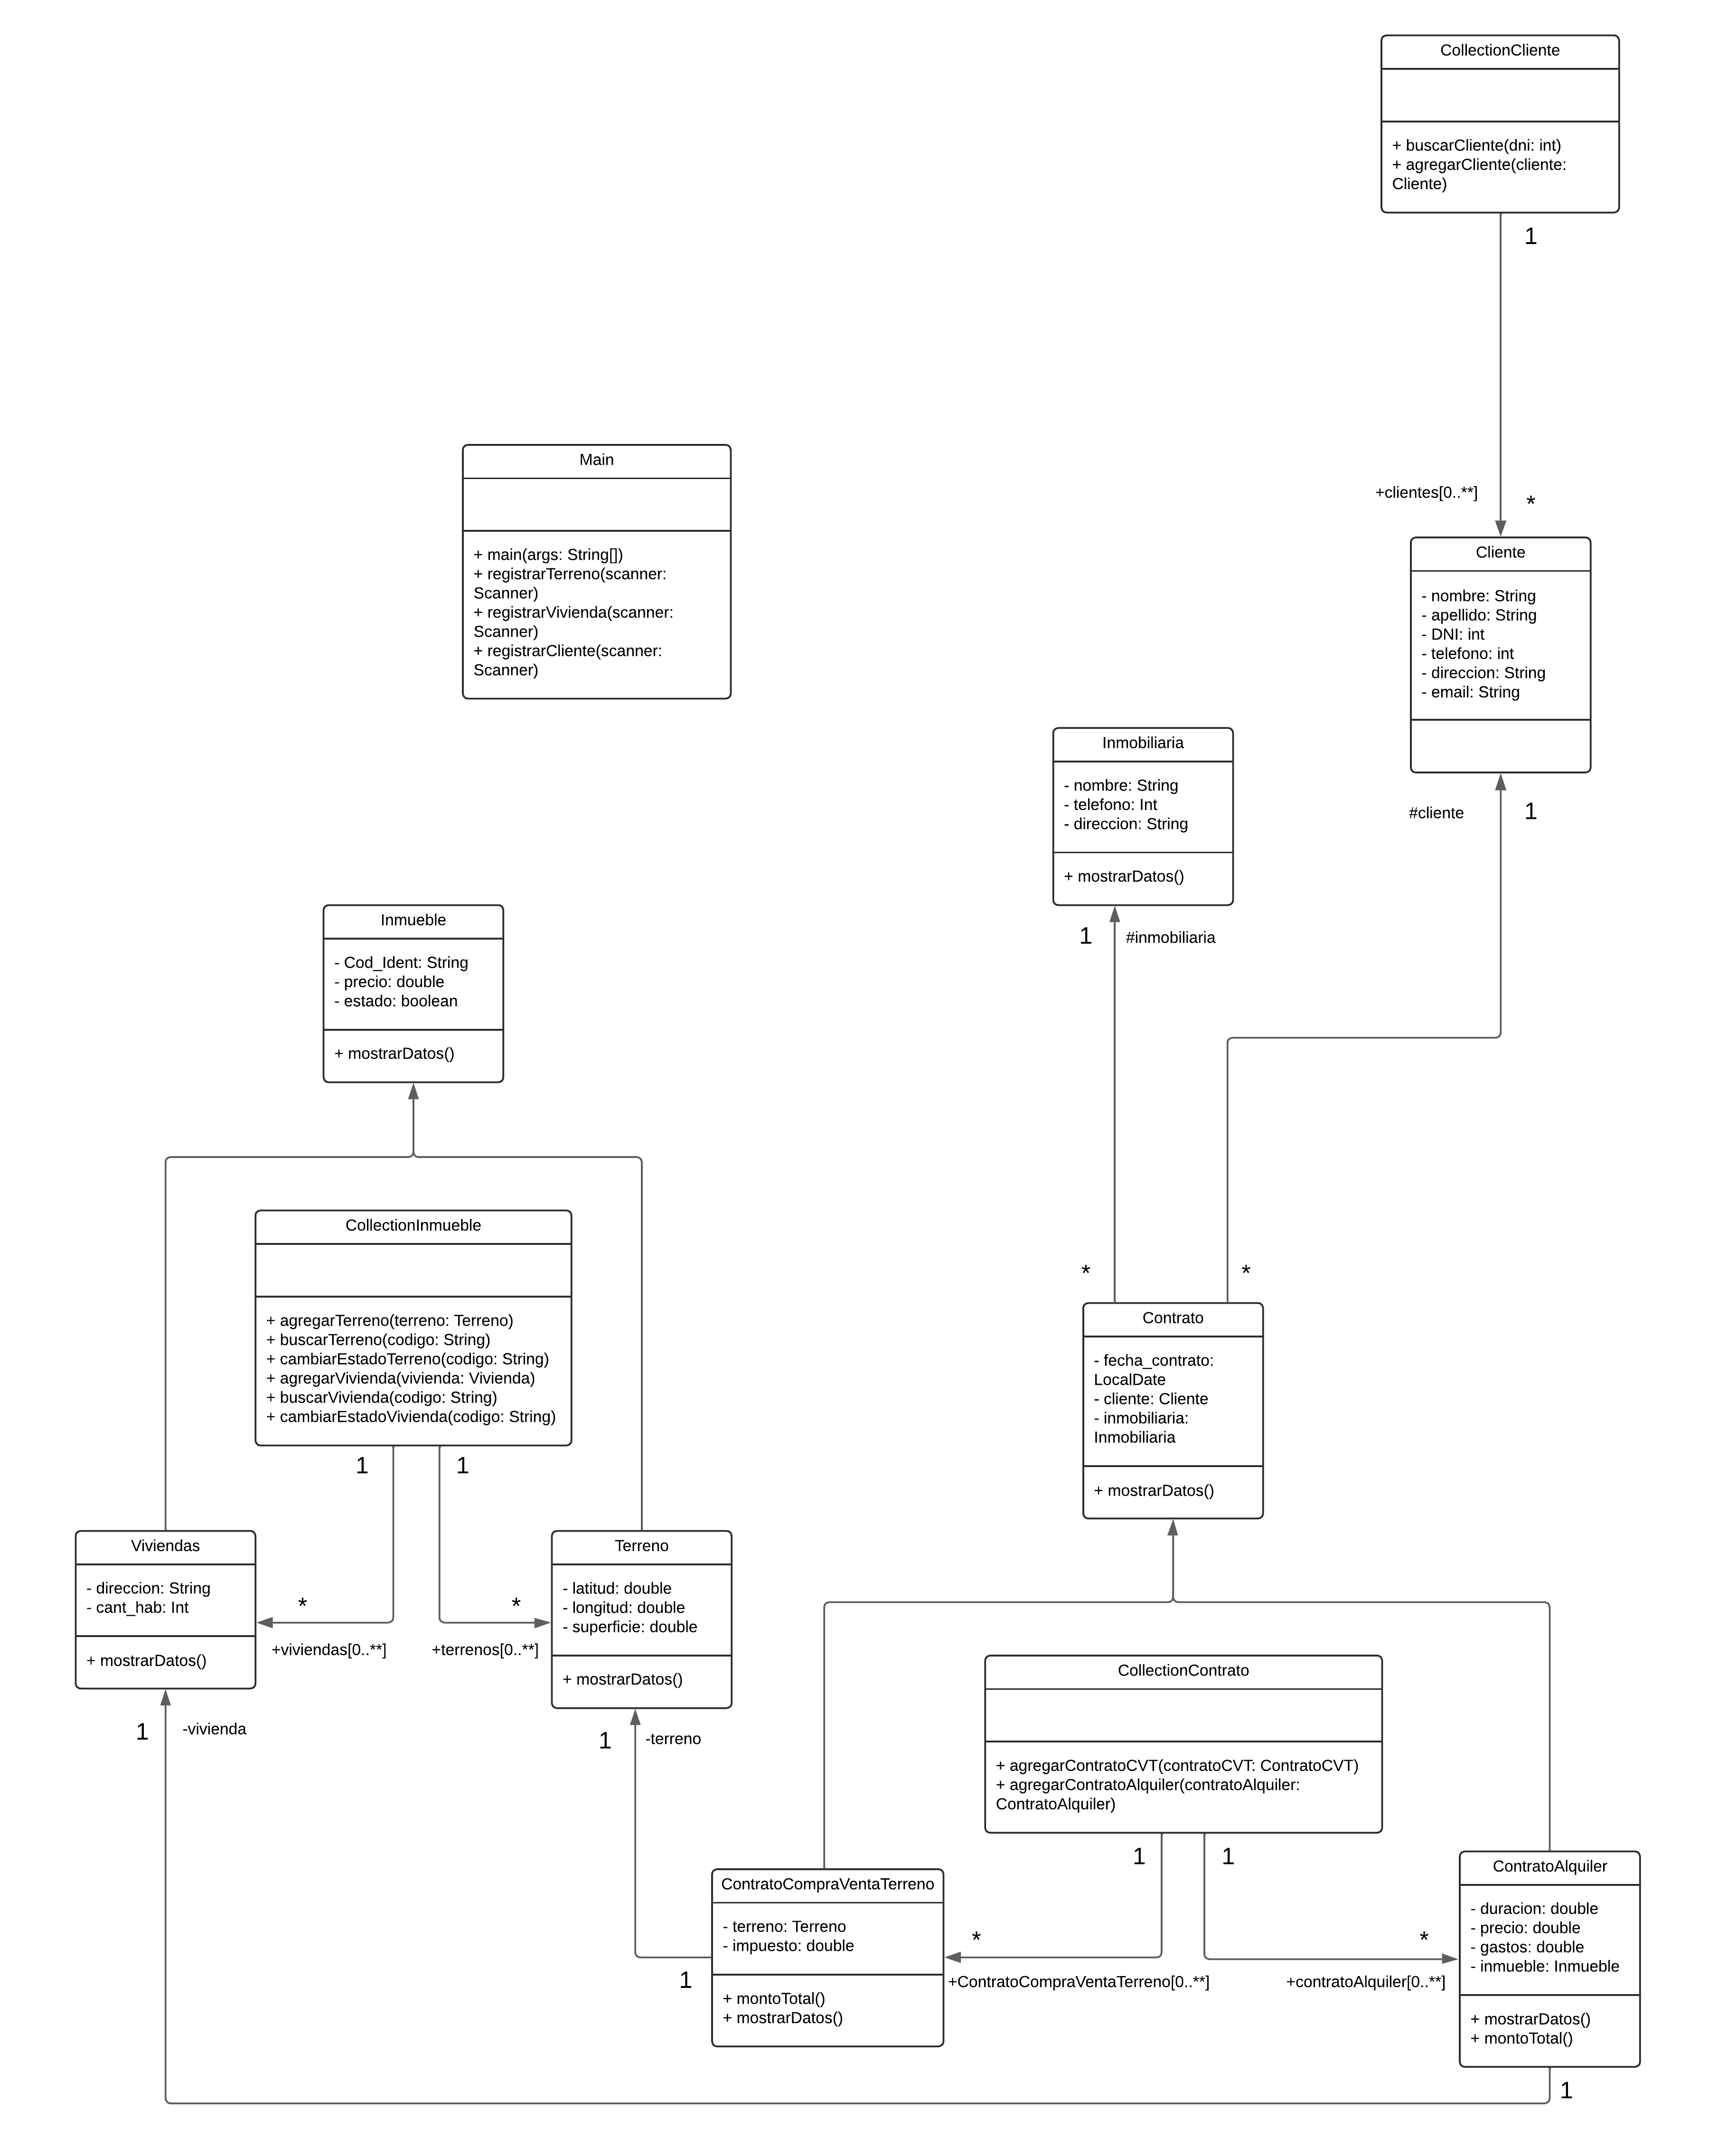 CollectionCliente
+ buscarCliente(dni: int)
+ agregarCliente(cliente:
Cliente)
1
+clientes[0..**]
*
Main
+ main(args: String[])
+ registrarTerreno(scanner:
Scanner)
+ registrarVivienda(scanner:
Scanner)
+ registrarCliente(scanner:
Scanner)
Cliente
- nombre: String
- apellido: String
- DNI: int
- telefono: int
- direccion: String
- email: String
#cliente
1
Inmobiliaria
- nombre: String
- telefono: Int
- direccion: String
+ mostrarDatos()
1
#inmobiliaria
Inmueble
- Cod_Ident: String
- precio: double
- estado: boolean
+ mostrarDatos()
CollectionInmueble
+ agregarTerreno(terreno: Terreno)
+ buscarTerreno(codigo: String)
+ cambiarEstadoTerreno(codigo: String)
+ agregarVivienda(vivienda: Vivienda)
+ buscarVivienda(codigo: String)
+ cambiarEstadoVivienda(codigo: String)
1
1
*
*
Contrato
- fecha_contrato:
LocalDate
- cliente: Cliente
- inmobiliaria:
Inmobiliaria
+ mostrarDatos()
Viviendas
- direccion: String
- cant_hab: Int
+ mostrarDatos()
*
+viviendas[0..**]
*
+terrenos[0..**]
Terreno
- latitud: double
- longitud: double
- superficie: double
+ mostrarDatos()
1
-vivienda
1
-terreno
CollectionContrato
+ agregarContratoCVT(contratoCVT: ContratoCVT)
+ agregarContratoAlquiler(contratoAlquiler:
ContratoAlquiler)
1
1
ContratoCompraVentaTerreno
- terreno: Terreno
- impuesto: double
+ montoTotal()
+ mostrarDatos()
1
*
+ContratoCompraVentaTerreno[0..**]
*
+contratoAlquiler[0..**]
ContratoAlquiler
- duracion: double
- precio: double
- gastos: double
- inmueble: Inmueble
+ mostrarDatos()
+ montoTotal()
1